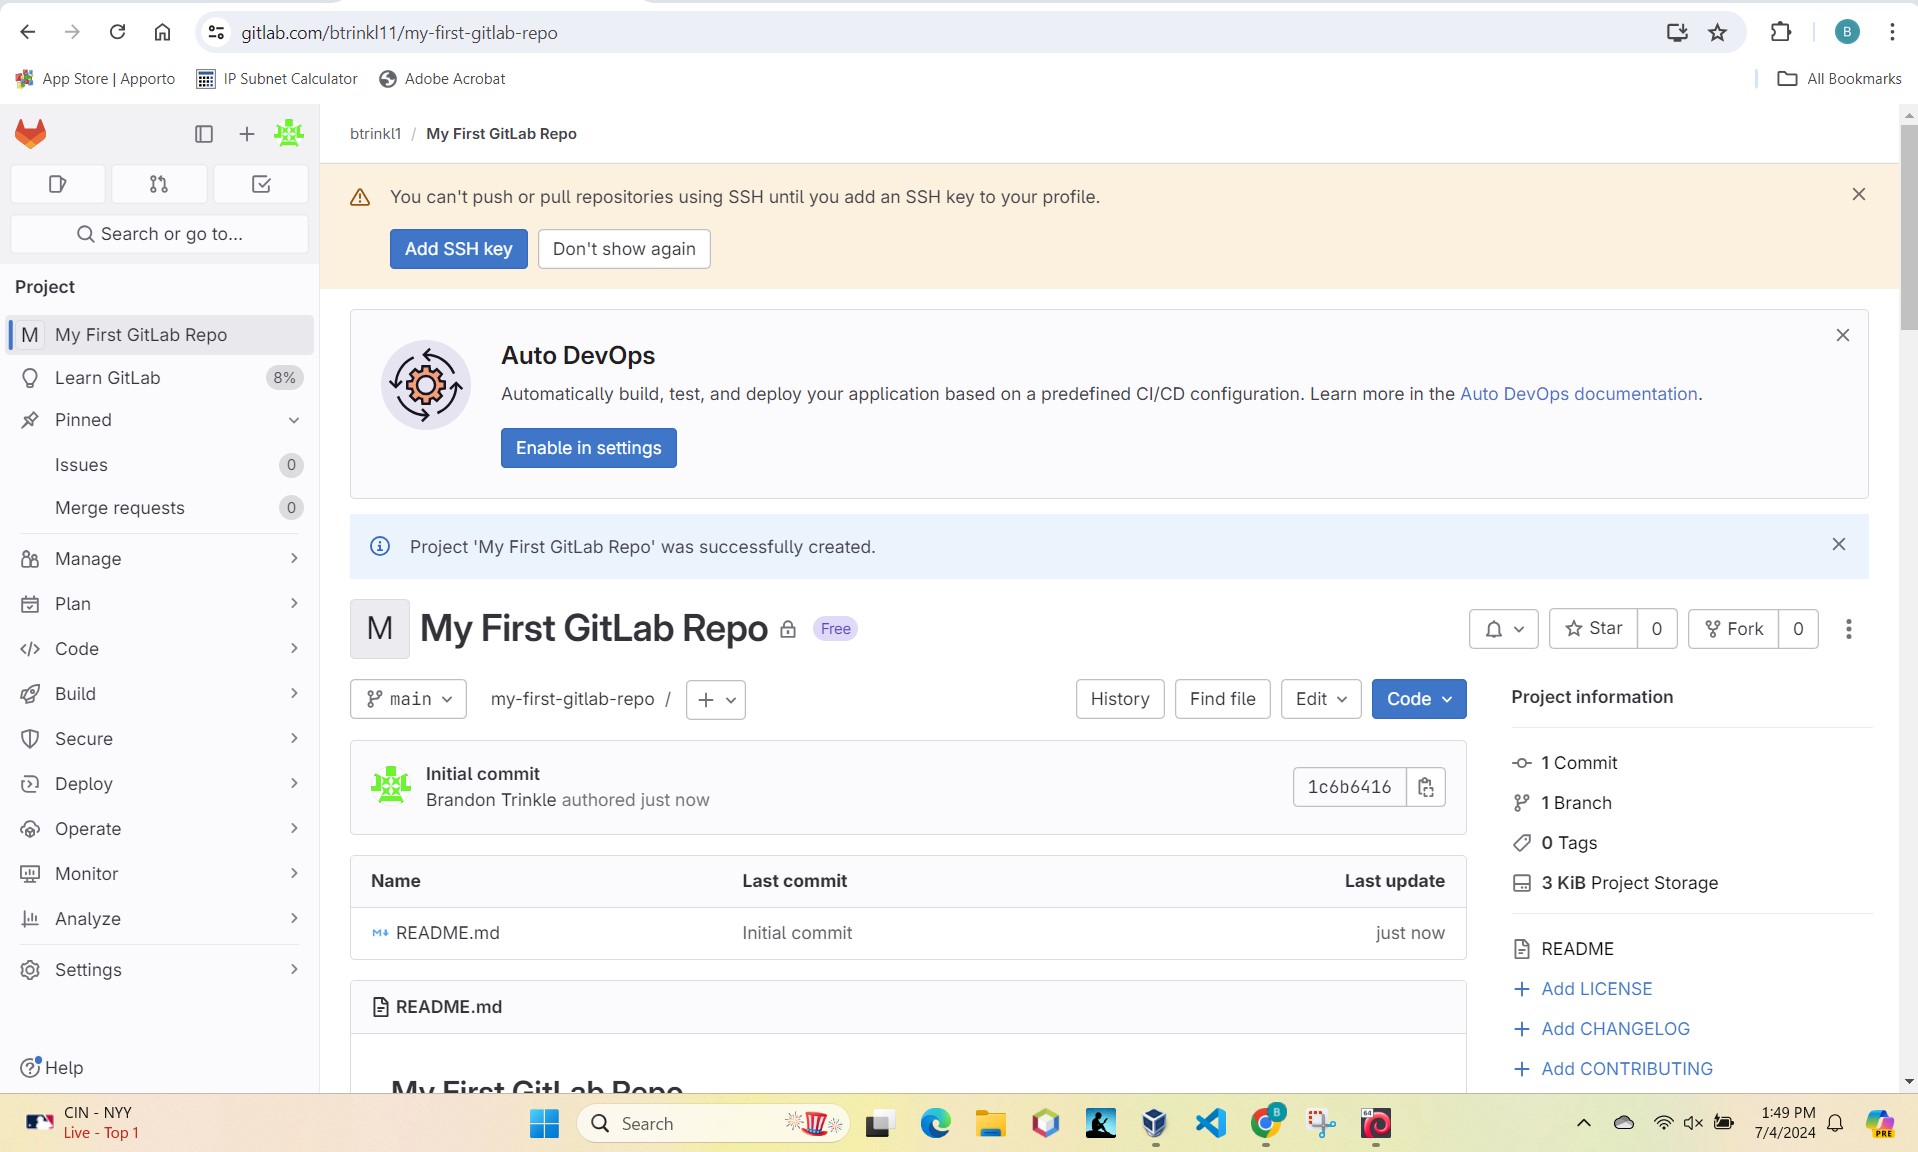 gitlab.com/btrinkl11/my-first-gitlab-repo
B
App Store | Apporto
IP Subnet Calculator
Adobe Acrobat
All Bookmarks
btrinkl1 / My First GitLab Repo
You can't push or pull repositories using SSH until you add an SSH key to your profile.
Add SSH key
Don't show again
Search or go to...
Project
M My First GitLab Repo
Learn GitLab 8%
Pinned
Issues 0
Merge requests 0
Manage
Plan
Code
Build
Secure
Deploy
Operate
Monitor
Analyze
Settings
Help
Auto DevOps
Automatically build, test, and deploy your application based on a predefined CI/CD configuration. Learn more in the Auto DevOps documentation.
Enable in settings
Project 'My First GitLab Repo' was successfully created.
M My First GitLab Repo Free
Star 0
Fork 0
main
my-first-gitlab-repo /
History
Find file
Edit
Code
Initial commit
Brandon Trinkle authored just now
1c6b6416
Name Last commit Last update
README.md Initial commit just now
README.md
My First GitLab Repo
Project information
1 Commit
1 Branch
0 Tags
3 KiB Project Storage
README
Add LICENSE
Add CHANGELOG
Add CONTRIBUTING
CIN - NYY
Live - Top 1
Search
B
64
1:49 PM
7/4/2024
PRE